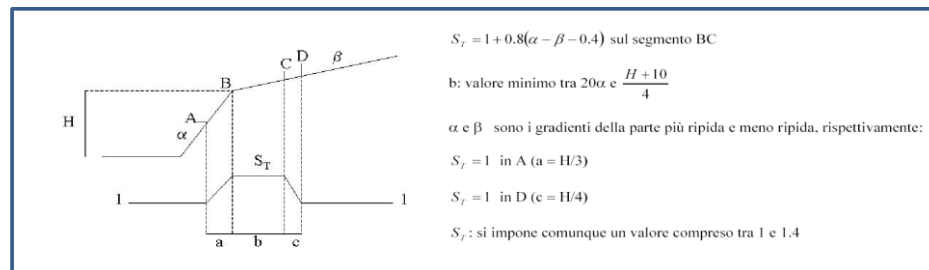 S_T = 1 + 0.8(α − β − 0.4) sul segmento BC
b: valore minimo tra 20α e (H + 10)/4
α e β sono i gradienti della parte più ripida e meno ripida, rispettivamente:
S_T = 1 in A (a = H/3)
S_T = 1 in D (c = H/4)
S_T : si impone comunque un valore compreso tra 1 e 1.4
D β
C
B
H A
α
S_T
1 1
a b c